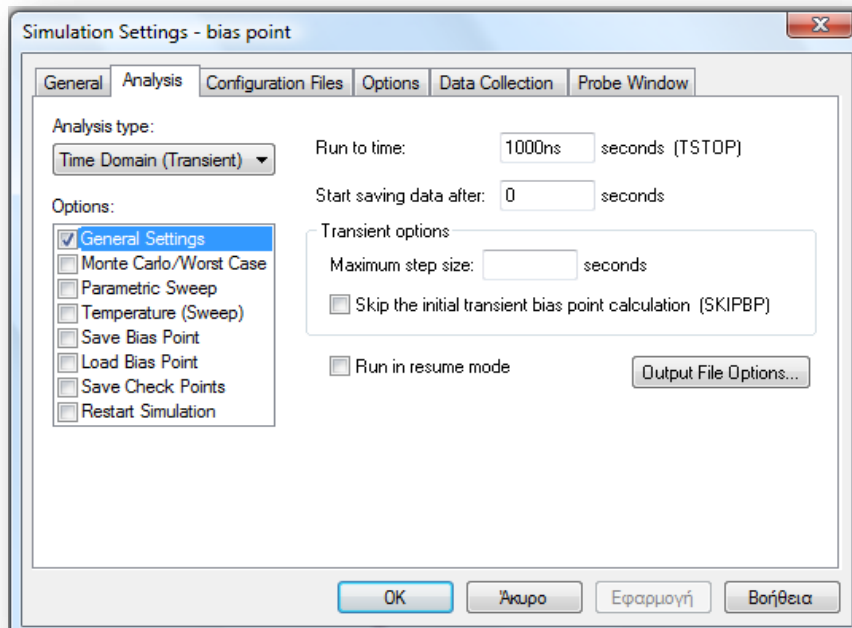 Simulation Settings - bias point
General Analysis Configuration Files Options Data Collection Probe Window
Analysis type:
Time Domain (Transient)
Options:
General Settings
Monte Carlo/Worst Case
Parametric Sweep
Temperature (Sweep)
Save Bias Point
Load Bias Point
Save Check Points
Restart Simulation
Run to time: 1000ns seconds (TSTOP)
Start saving data after: 0 seconds
Transient options
Maximum step size: seconds
Skip the initial transient bias point calculation (SKIPBP)
Run in resume mode
Output File Options...
OK Άκυρο Εφαρμογή Βοήθεια